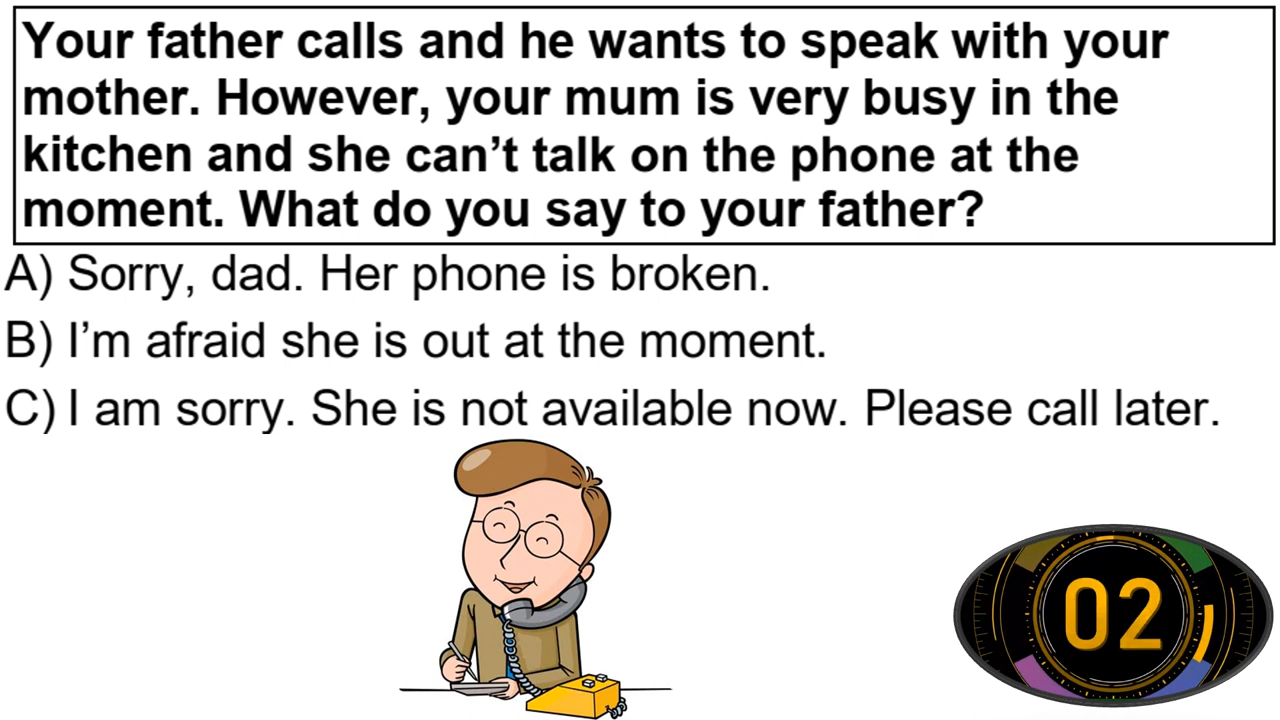 Your father calls and he wants to speak with your
mother. However, your mum is very busy in the
kitchen and she can’t talk on the phone at the
moment. What do you say to your father?
A) Sorry, dad. Her phone is broken.
B) I’m afraid she is out at the moment.
C) I am sorry. She is not available now. Please call later.
02